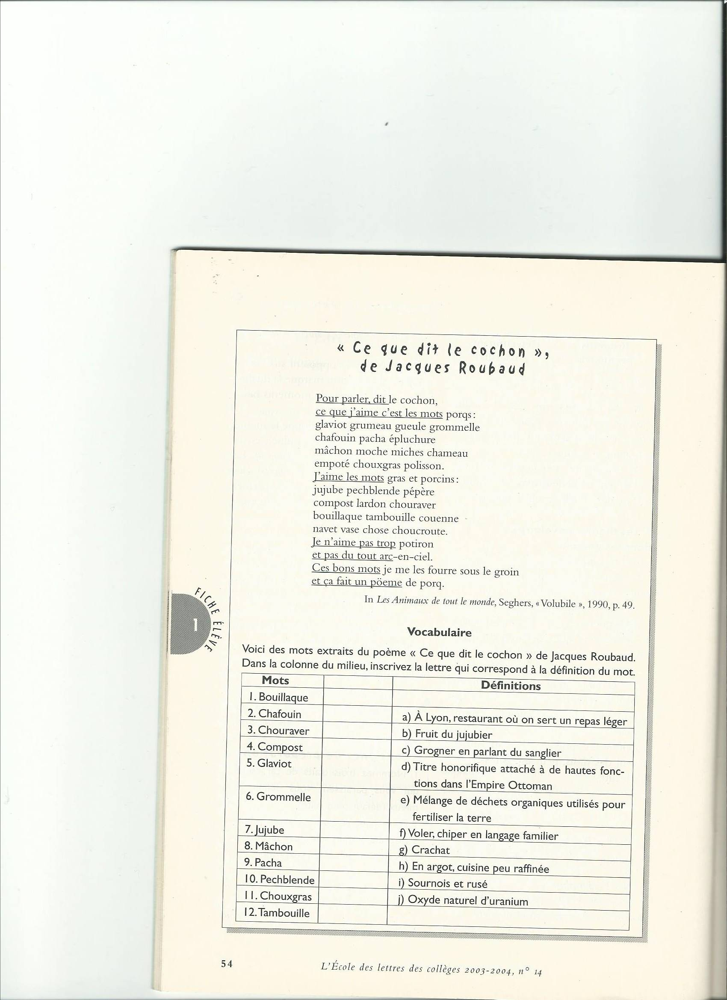 « Ce que dit le cochon »,
de Jacques Roubaud
Pour parler, dit le cochon,
ce que j'aime c'est les mots porqs :
glaviot grumeau gueule grommelle
chafouin pacha épluchure
mâchon moche miches chameau
empoté chouxgras polisson.
J'aime les mots gras et porcins :
jujube pechblende pépère
compost lardon chouraver
bouillaque tambouille couenne
navet vase chose choucroute.
Je n'aime pas trop potiron
et pas du tout arc-en-ciel.
Ces bons mots je me les fourre sous le groin
et ça fait un pöeme de porq.
In Les Animaux de tout le monde, Seghers, « Volubile », 1990, p. 49.
FICHE ÉLÈVE
1
Vocabulaire
Voici des mots extraits du poème « Ce que dit le cochon » de Jacques Roubaud.
Dans la colonne du milieu, inscrivez la lettre qui correspond à la définition du mot.
Mots Définitions
1. Bouillaque
2. Chafouin a) À Lyon, restaurant où on sert un repas léger
3. Chouraver b) Fruit du jujubier
4. Compost c) Grogner en parlant du sanglier
5. Glaviot d) Titre honorifique attaché à de hautes fonc-
tions dans l'Empire Ottoman
6. Grommelle e) Mélange de déchets organiques utilisés pour
fertiliser la terre
7. Jujube f) Voler, chiper en langage familier
8. Mâchon g) Crachat
9. Pacha h) En argot, cuisine peu raffinée
10. Pechblende i) Sournois et rusé
11. Chouxgras j) Oxyde naturel d'uranium
12. Tambouille
54 L'École des lettres des collèges 2003-2004, n° 14